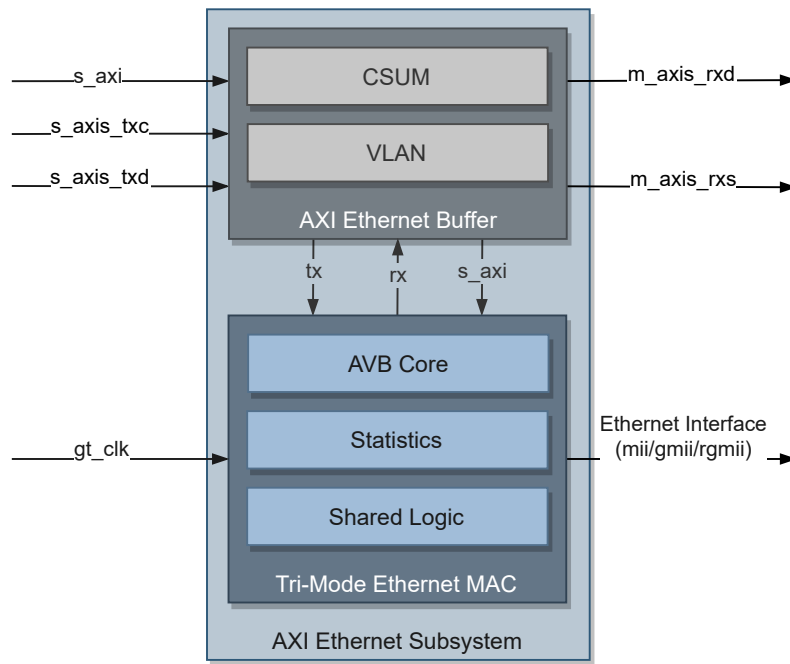 s_axi
CSUM
m_axis_rxd
s_axis_txc
VLAN
s_axis_txd
m_axis_rxs
AXI Ethernet Buffer
tx
rx
s_axi
AVB Core
Statistics
Ethernet Interface
(mii/gmii/rgmii)
gt_clk
Shared Logic
Tri-Mode Ethernet MAC
AXI Ethernet Subsystem